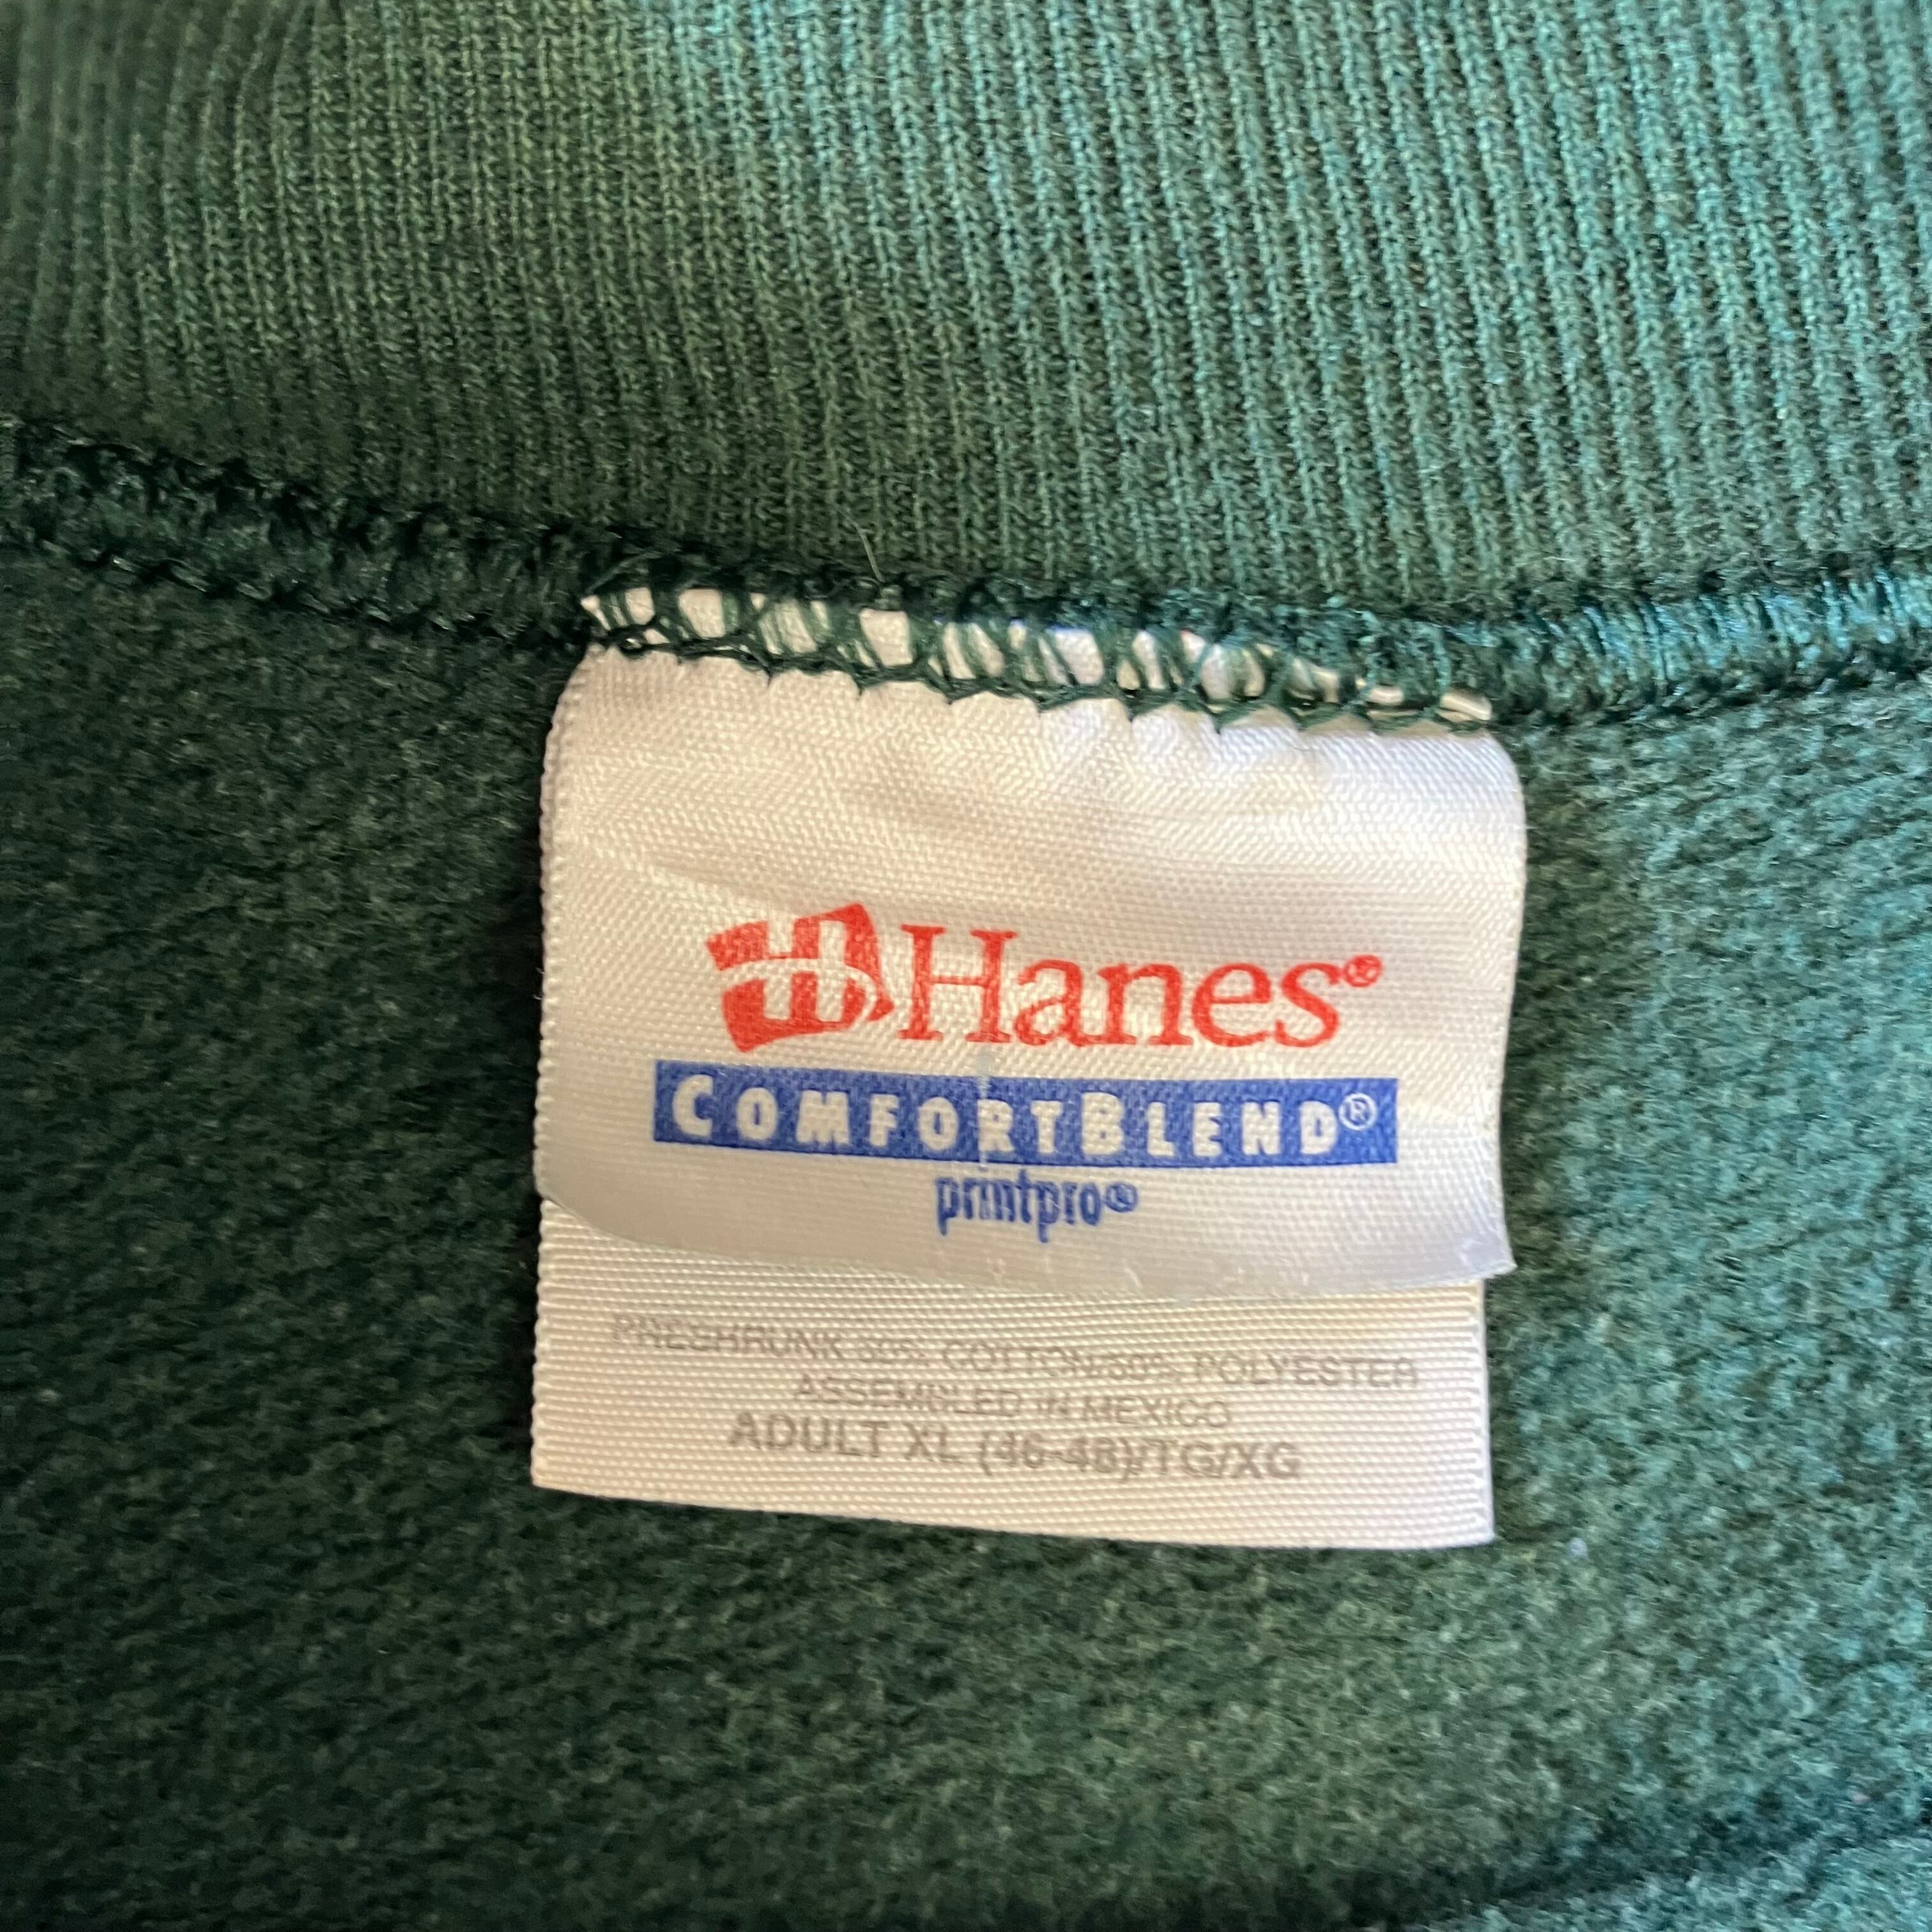 Hanes®
COMFORTBLEND®
printpro®
PRESHRUNK 50% COTTON/50% POLYESTER
ASSEMBLED IN MEXICO
ADULT XL (46-48)/TG/XG